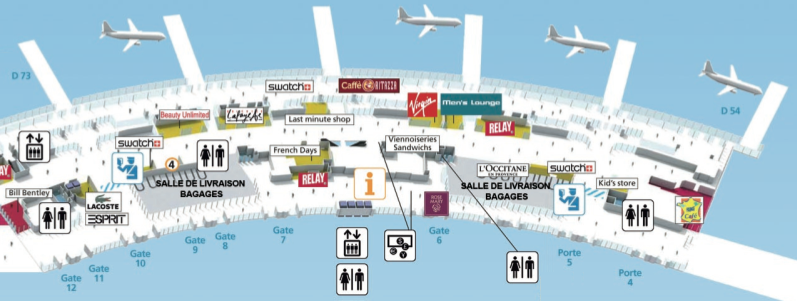 D 73
swatch
Caffè RITAZZA
Beauty Unlimited
Lafayette
Virgin
Men's Lounge
D 54
Last minute shop
RELAY
swatch
4
French Days
Viennoiseries
Sandwichs
L'OCCITANE
EN PROVENCE
swatch
SALLE DE LIVRAISON
BAGAGES
RELAY
i
SALLE DE LIVRAISON
BAGAGES
Kid's store
Bill Bentley
LACOSTE
ESPRIT
Café
Gate
12
Gate
11
Gate
10
Gate
9
Gate
8
Gate
7
Gate
6
Porte
5
Porte
4